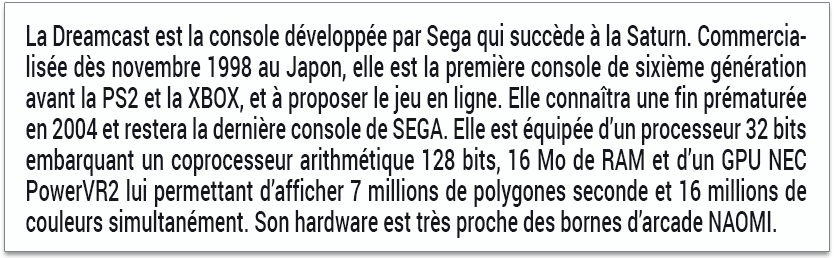 La Dreamcast est la console développée par Sega qui succède à la Saturn. Commercia-
lisée dès novembre 1998 au Japon, elle est la première console de sixième génération
avant la PS2 et la XBOX, et à proposer le jeu en ligne. Elle connaîtra une fin prématurée
en 2004 et restera la dernière console de SEGA. Elle est équipée d’un processeur 32 bits
embarquant un coprocesseur arithmétique 128 bits, 16 Mo de RAM et d’un GPU NEC
PowerVR2 lui permettant d’afficher 7 millions de polygones seconde et 16 millions de
couleurs simultanément. Son hardware est très proche des bornes d’arcade NAOMI.